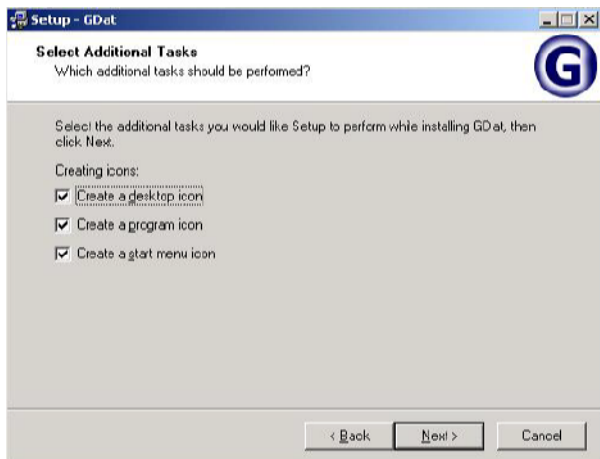 Setup - GDat
Select Additional Tasks
Which additional tasks should be performed?
G
Select the additional tasks you would like Setup to perform while installing GDat, then
click Next.
Creating icons:
Create a desktop icon
Create a program icon
Create a start menu icon
< Back
Next >
Cancel